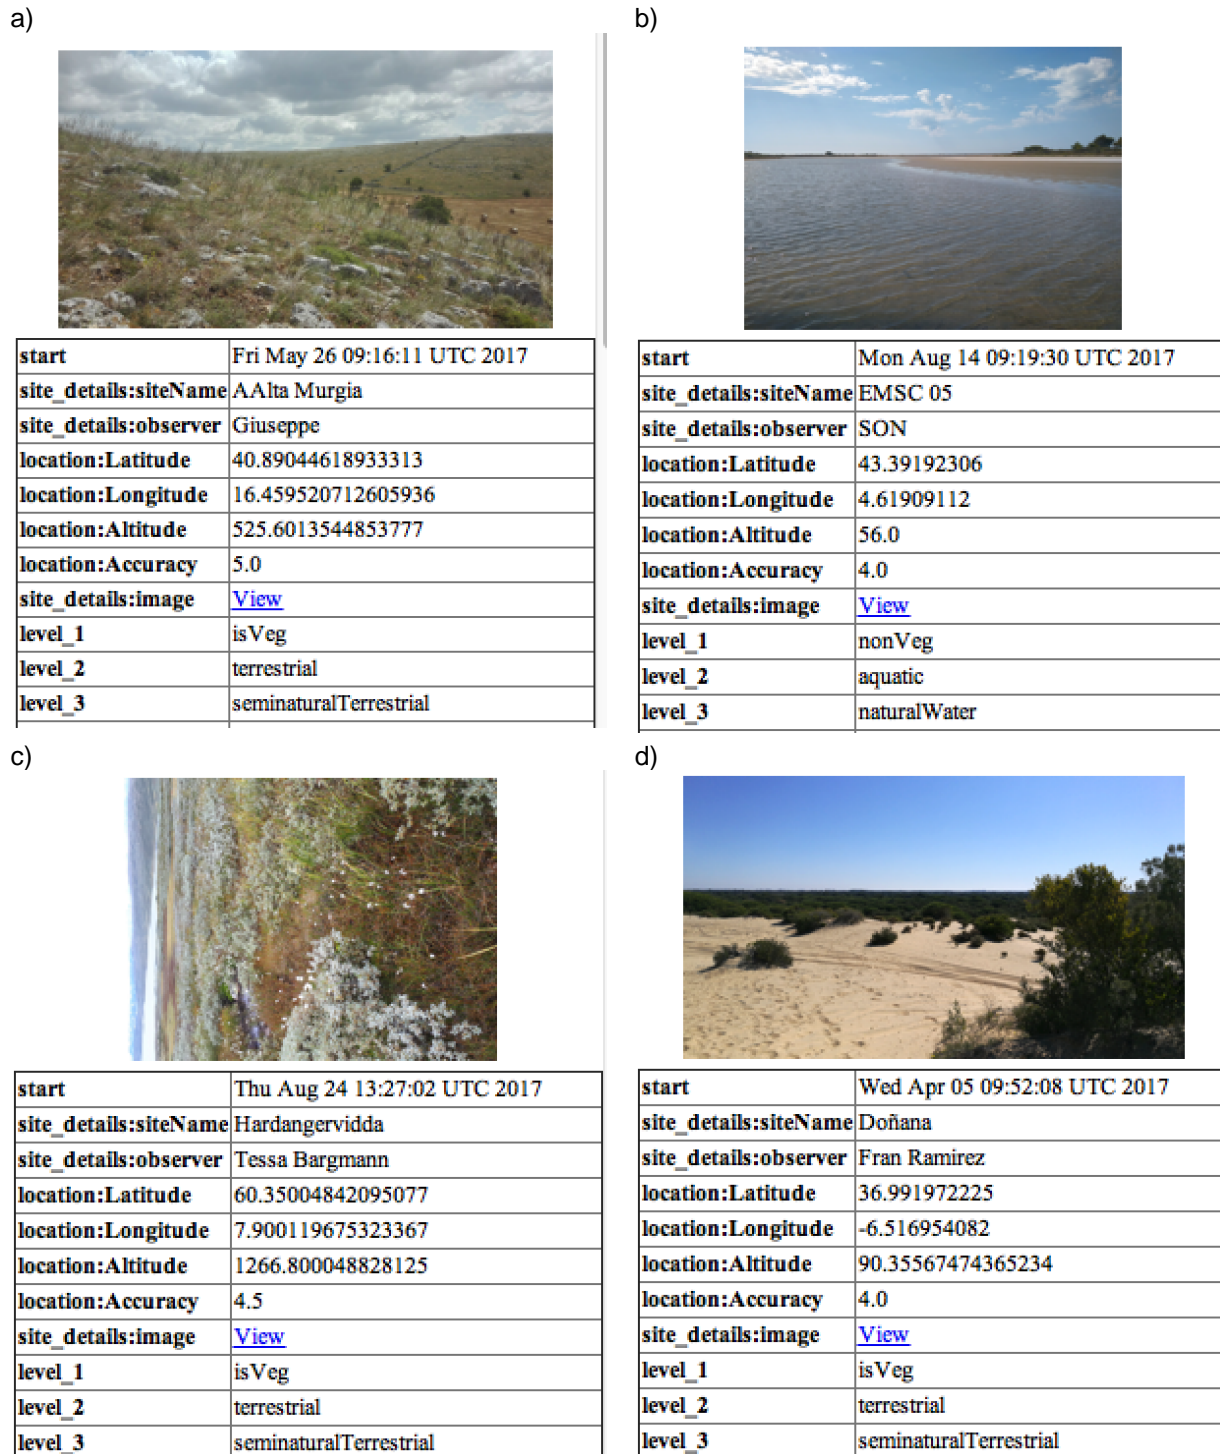 a)
start Fri May 26 09:16:11 UTC 2017
site_details:siteName AAlta Murgia
site_details:observer Giuseppe
location:Latitude 40.89044618933313
location:Longitude 16.459520712605936
location:Altitude 525.6013544853777
location:Accuracy 5.0
site_details:image View
level_1 isVeg
level_2 terrestrial
level_3 seminaturalTerrestrial
b)
start Mon Aug 14 09:19:30 UTC 2017
site_details:siteName EMSC 05
site_details:observer SON
location:Latitude 43.39192306
location:Longitude 4.61909112
location:Altitude 56.0
location:Accuracy 4.0
site_details:image View
level_1 nonVeg
level_2 aquatic
level_3 naturalWater
c)
start Thu Aug 24 13:27:02 UTC 2017
site_details:siteName Hardangervidda
site_details:observer Tessa Bargmann
location:Latitude 60.35004842095077
location:Longitude 7.900119675323367
location:Altitude 1266.800048828125
location:Accuracy 4.5
site_details:image View
level_1 isVeg
level_2 terrestrial
level_3 seminaturalTerrestrial
d)
start Wed Apr 05 09:52:08 UTC 2017
site_details:siteName Doñana
site_details:observer Fran Ramirez
location:Latitude 36.991972225
location:Longitude -6.516954082
location:Altitude 90.35567474365234
location:Accuracy 4.0
site_details:image View
level_1 isVeg
level_2 terrestrial
level_3 seminaturalTerrestrial